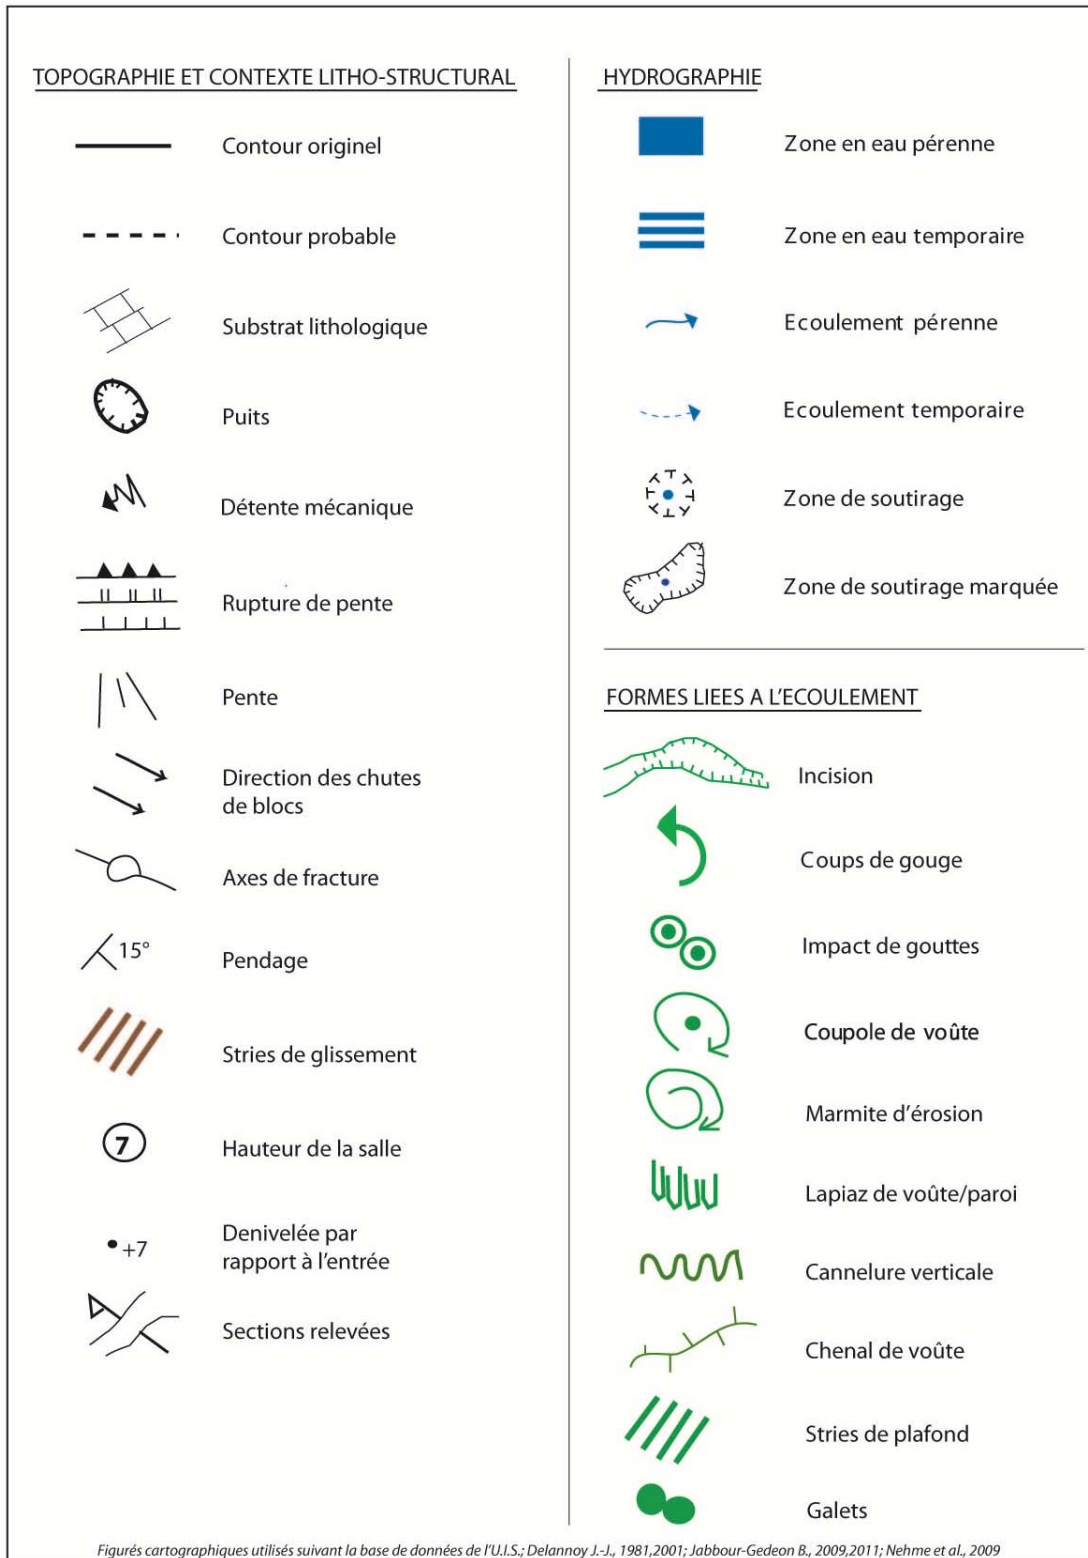 TOPOGRAPHIE ET CONTEXTE LITHO-STRUCTURAL
Contour originel
Contour probable
Substrat lithologique
Puits
Détente mécanique
Rupture de pente
Pente
Direction des chutes
de blocs
Axes de fracture
15°
Pendage
Stries de glissement
7
Hauteur de la salle
+7
Denivelée par
rapport à l'entrée
Sections relevées
HYDROGRAPHIE
Zone en eau pérenne
Zone en eau temporaire
Ecoulement pérenne
Ecoulement temporaire
Zone de soutirage
Zone de soutirage marquée
FORMES LIEES A L'ECOULEMENT
Incision
Coups de gouge
Impact de gouttes
Coupole de voûte
Marmite d'érosion
Lapiaz de voûte/paroi
Cannelure verticale
Chenal de voûte
Stries de plafond
Galets
Figurés cartographiques utilisés suivant la base de données de l'U.I.S.; Delannoy J.-J., 1981,2001; Jabbour-Gedeon B., 2009,2011; Nehme et al., 2009